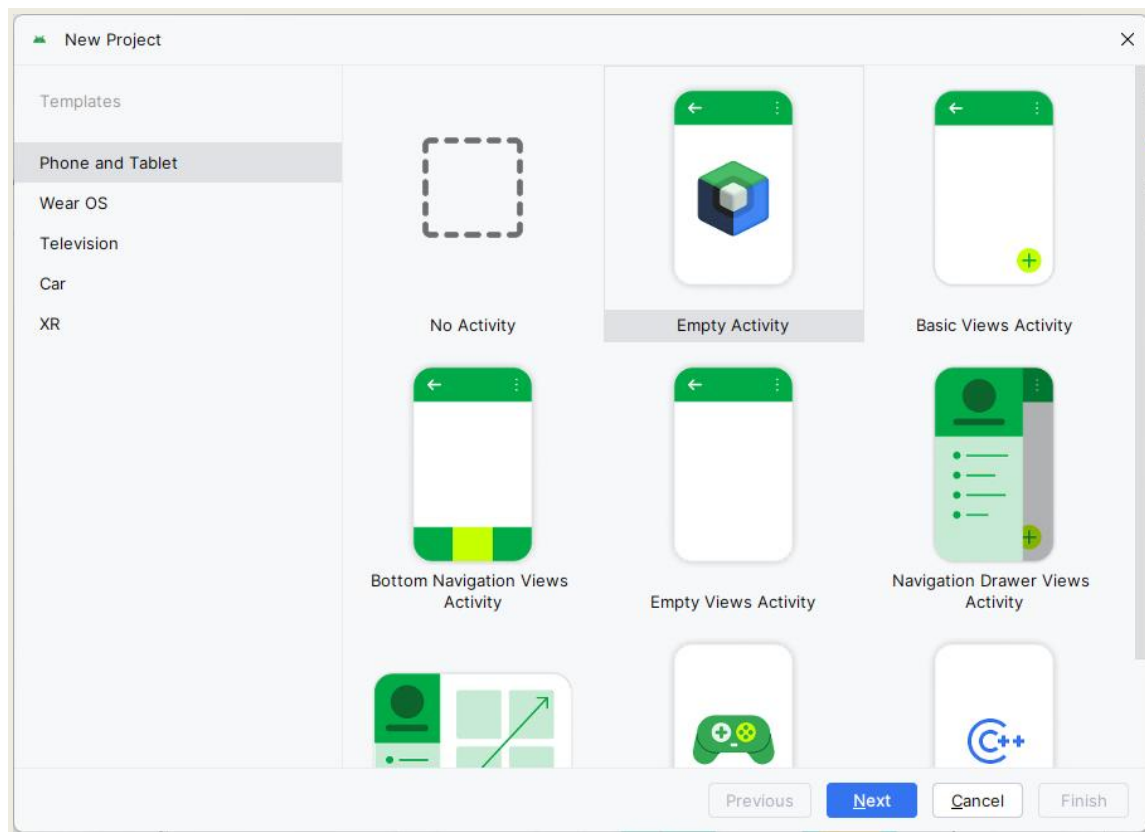 New Project
Templates
Phone and Tablet
Wear OS
Television
Car
XR
No Activity
Empty Activity
Basic Views Activity
Bottom Navigation Views
Activity
Empty Views Activity
Navigation Drawer Views
Activity
C++
Previous
Next
Cancel
Finish